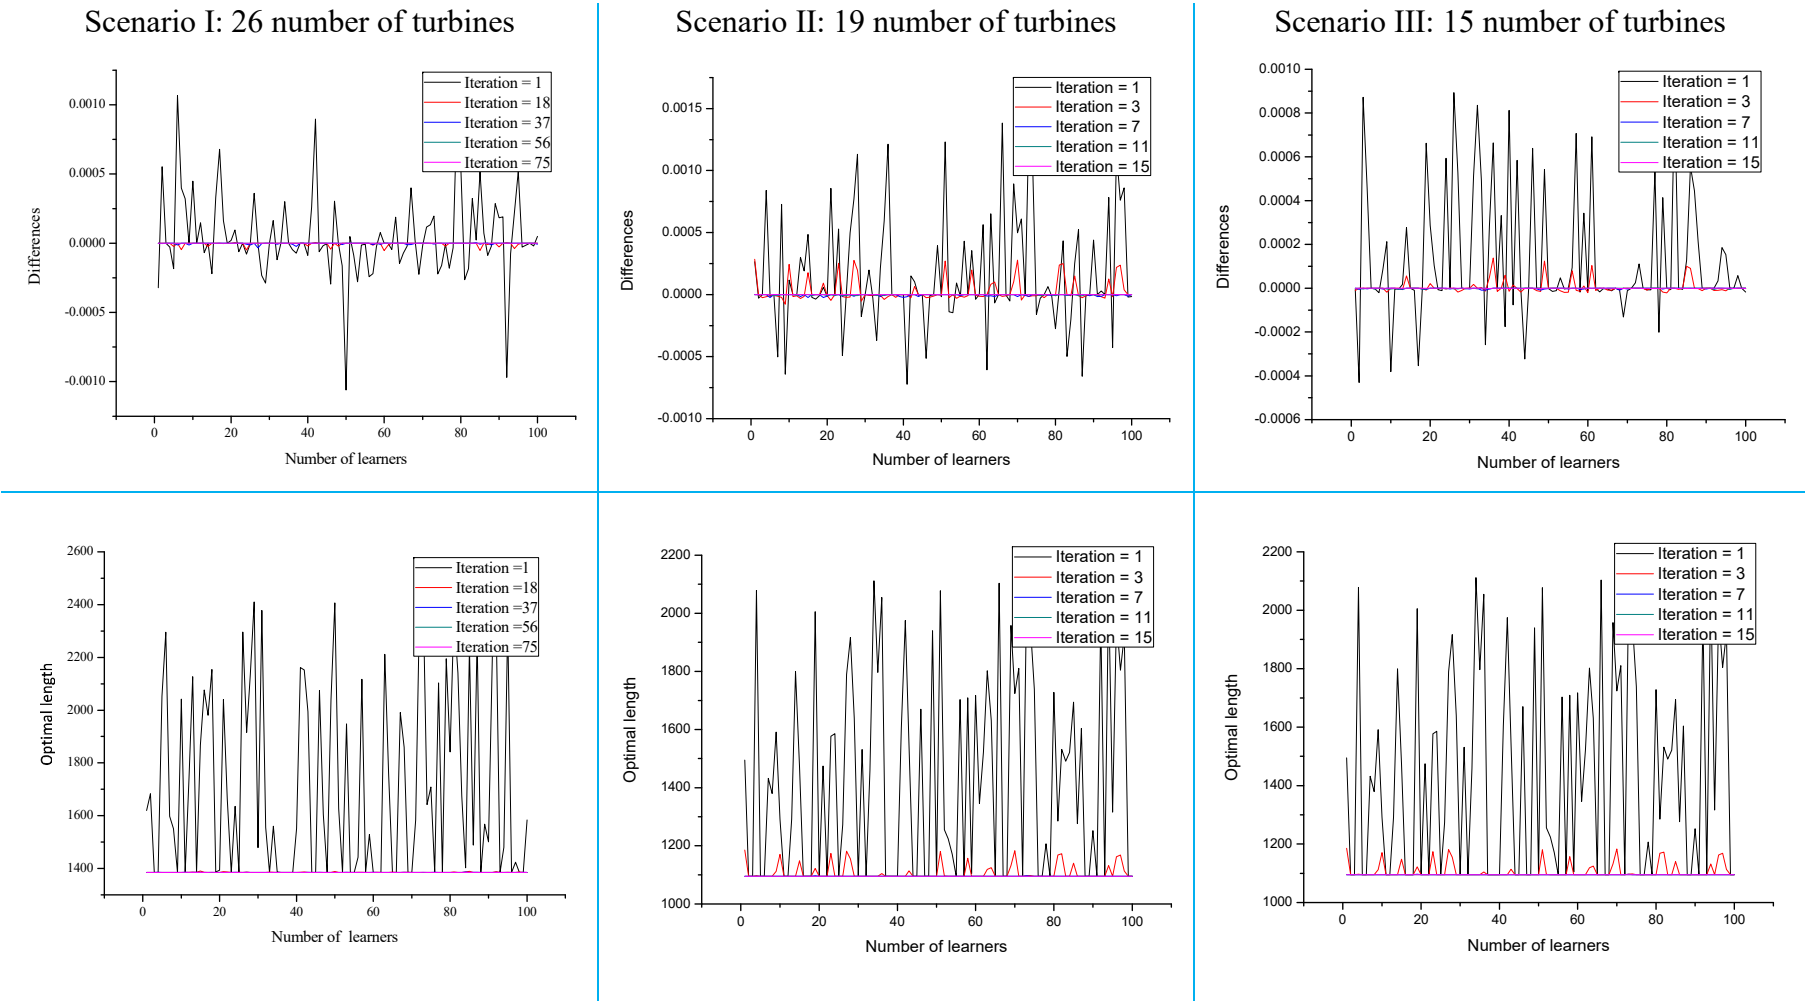 Scenario I: 26 number of turbines
Scenario II: 19 number of turbines
Scenario III: 15 number of turbines
Differences
0.0010
0.0005
0.0000
-0.0005
-0.0010
0
20
40
60
80
100
Number of learners
Iteration = 1
Iteration = 18
Iteration = 37
Iteration = 56
Iteration = 75
Differences
0.0015
0.0010
0.0005
0.0000
-0.0005
-0.0010
0
20
40
60
80
100
Number of learners
Iteration = 1
Iteration = 3
Iteration = 7
Iteration = 11
Iteration = 15
Differences
0.0010
0.0008
0.0006
0.0004
0.0002
0.0000
-0.0002
-0.0004
-0.0006
0
20
40
60
80
100
Number of learners
Iteration = 1
Iteration = 3
Iteration = 7
Iteration = 11
Iteration = 15
Optimal length
2600
2400
2200
2000
1800
1600
1400
0
20
40
60
80
100
Number of learners
Iteration =1
Iteration =18
Iteration =37
Iteration =56
Iteration =75
Optimal length
2200
2000
1800
1600
1400
1200
1000
0
20
40
60
80
100
Number of learners
Iteration = 1
Iteration = 3
Iteration = 7
Iteration = 11
Iteration = 15
Optimal length
2200
2000
1800
1600
1400
1200
1000
0
20
40
60
80
100
Number of learners
Iteration = 1
Iteration = 3
Iteration = 7
Iteration = 11
Iteration = 15